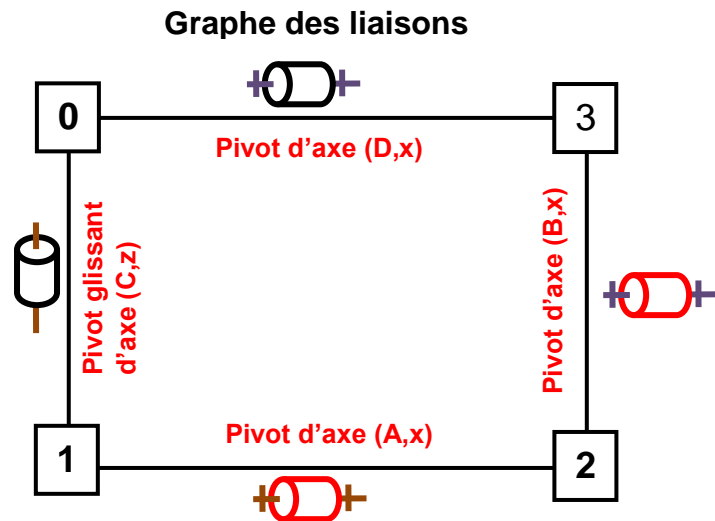 Graphe des liaisons
0
3
Pivot d'axe (D,x)
Pivot glissant
d'axe (C,z)
Pivot d'axe (B,x)
Pivot d'axe (A,x)
1
2